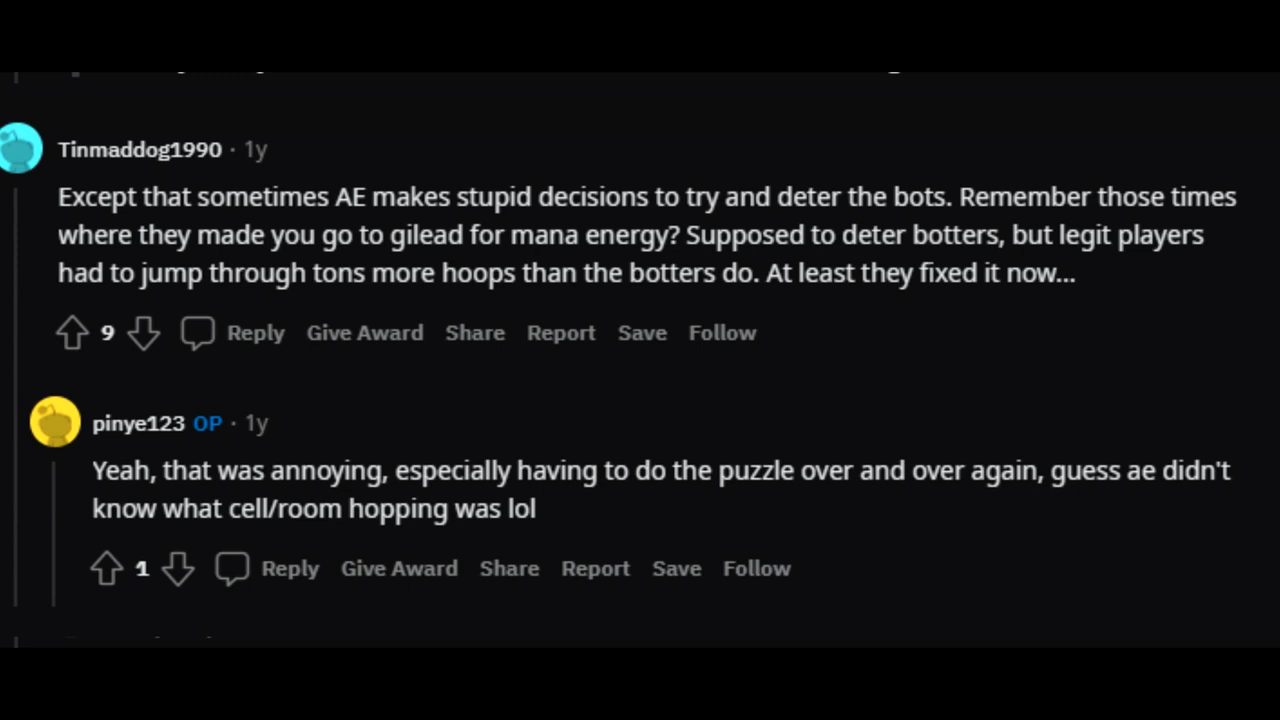 Tinmaddog1990 · 1y
Except that sometimes AE makes stupid decisions to try and deter the bots. Remember those times
where they made you go to gilead for mana energy? Supposed to deter botters, but legit players
had to jump through tons more hoops than the botters do. At least they fixed it now...
9 Reply Give Award Share Report Save Follow
pinye123 OP · 1y
Yeah, that was annoying, especially having to do the puzzle over and over again, guess ae didn't
know what cell/room hopping was lol
1 Reply Give Award Share Report Save Follow